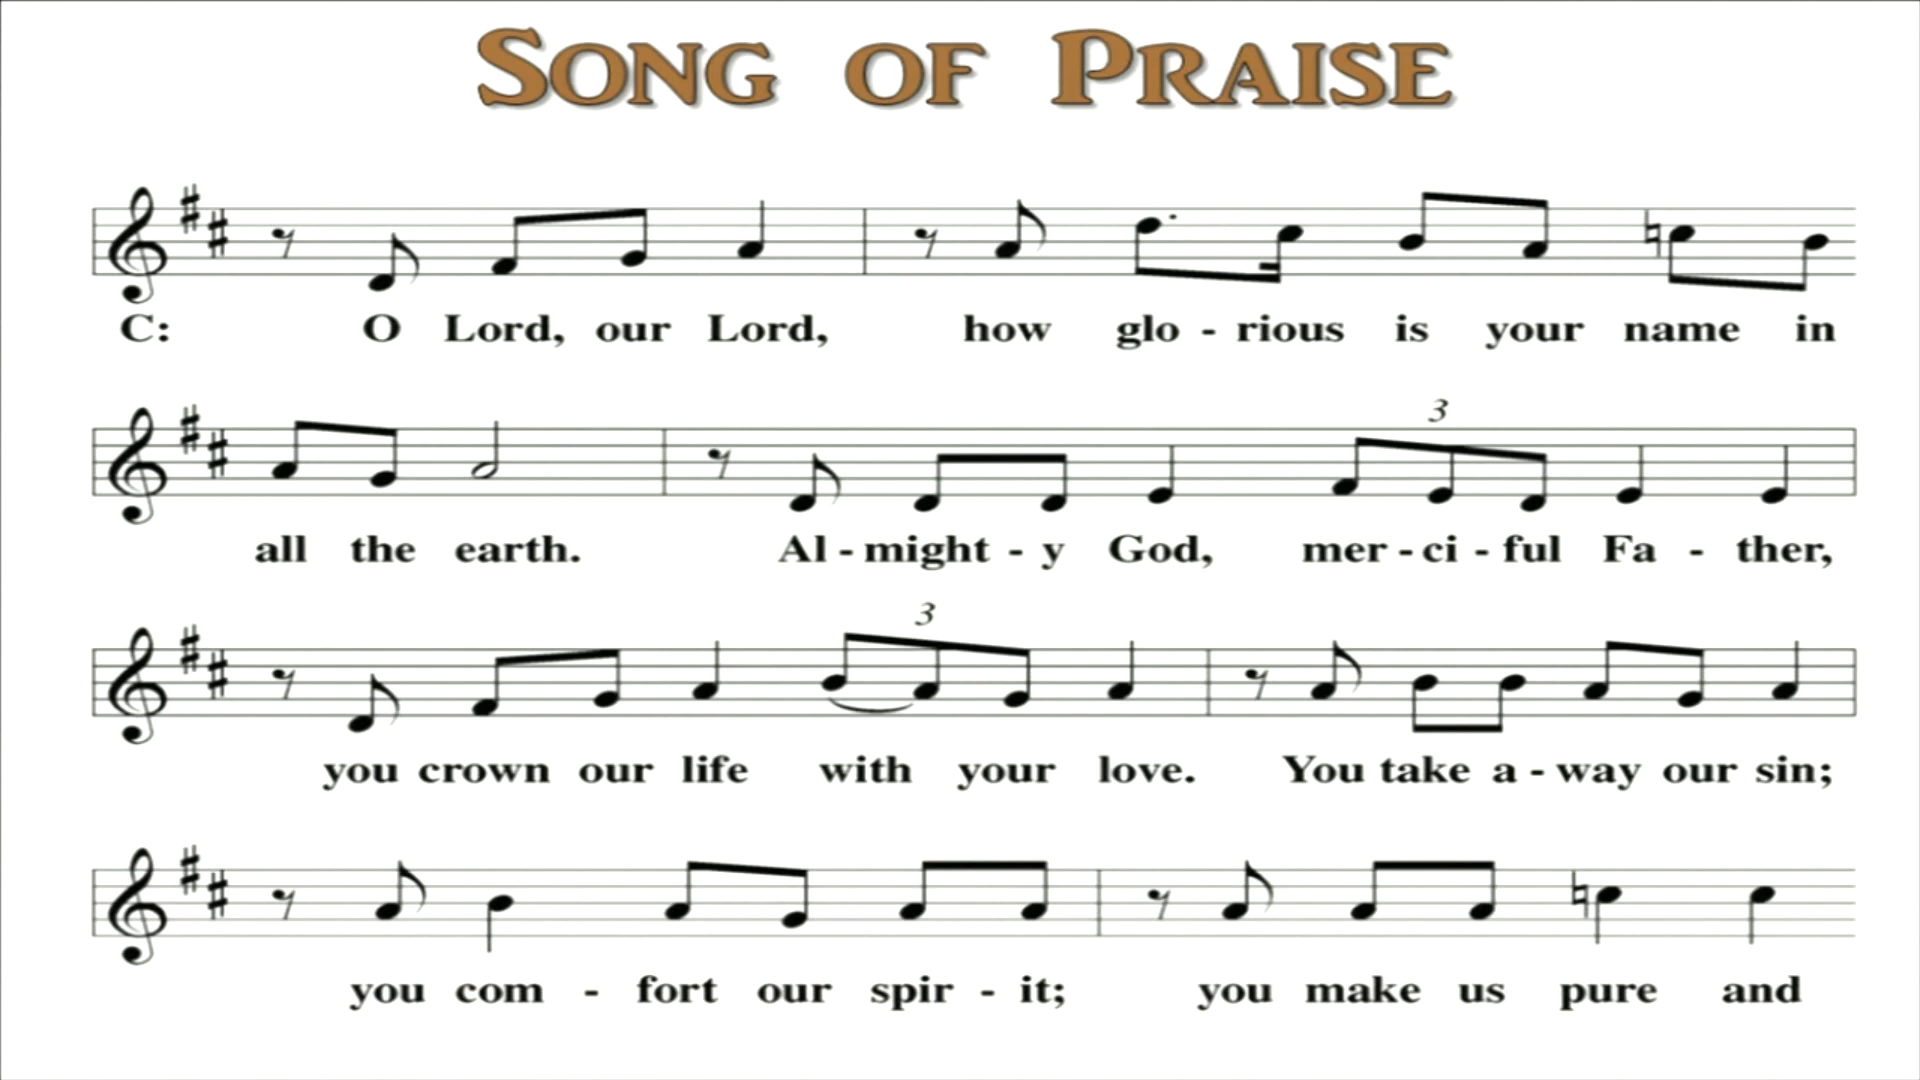 SONG OF PRAISE
C: O Lord, our Lord, how glo - rious is your name in
3
all the earth. Al - might - y God, mer - ci - ful Fa - ther,
3
you crown our life with your love. You take a - way our sin;
you com - fort our spir - it; you make us pure and